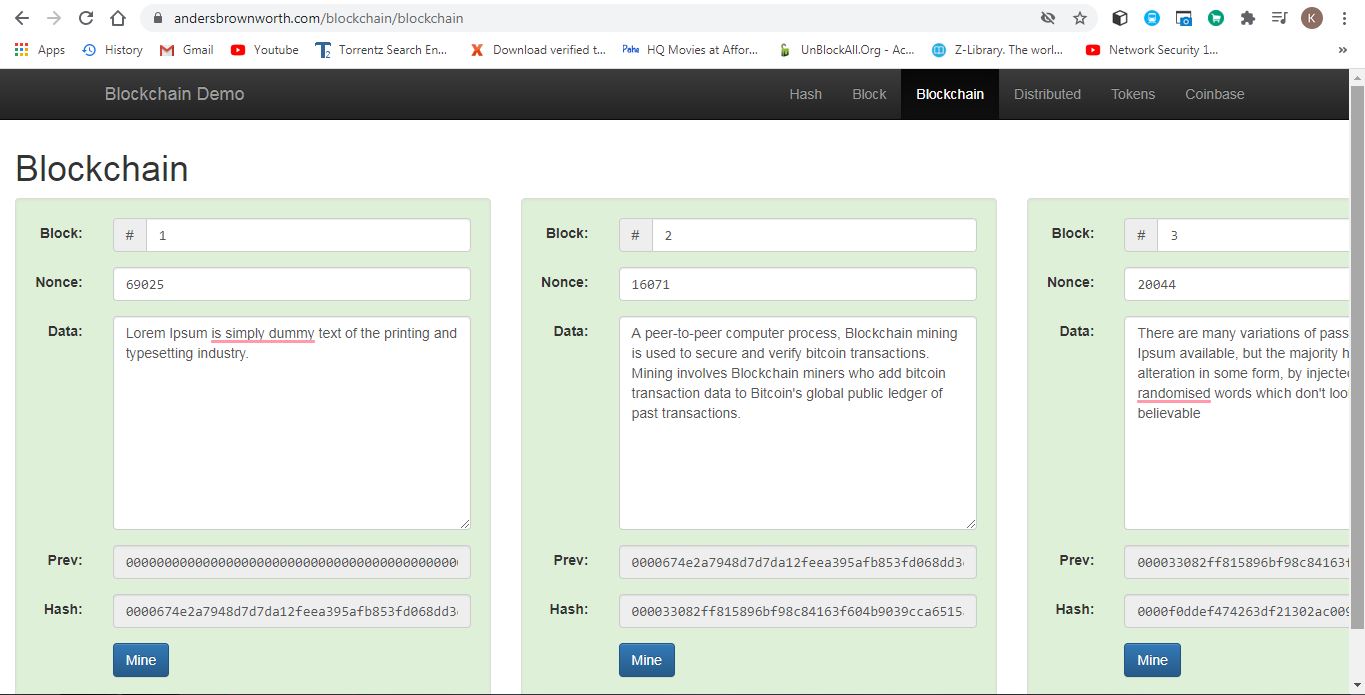 andersbrownworth.com/blockchain/blockchain K
Apps History Gmail Youtube Torrentz Search En... Download verified t... Pahe HQ Movies at Affor... UnBlockAll.Org - Ac... Z-Library. The worl... Network Security 1... »
Blockchain Demo Hash Block Blockchain Distributed Tokens Coinbase
Blockchain
Block: # 1
Nonce: 69025
Data: Lorem Ipsum is simply dummy text of the printing and
typesetting industry.
Prev: 00000000000000000000000000000000000000000000
Hash: 0000674e2a7948d7d7da12feea395afb853fd068dd3
Mine
Block: # 2
Nonce: 16071
Data: A peer-to-peer computer process, Blockchain mining
is used to secure and verify bitcoin transactions.
Mining involves Blockchain miners who add bitcoin
transaction data to Bitcoin's global public ledger of
past transactions.
Prev: 0000674e2a7948d7d7da12feea395afb853fd068dd3
Hash: 000033082ff815896bf98c84163f604b9039cca6515
Mine
Block: # 3
Nonce: 20044
Data: There are many variations of pass
Ipsum available, but the majority h
alteration in some form, by injected
randomised words which don't loo
believable
Prev: 000033082ff815896bf98c84163f
Hash: 0000f0ddef474263df21302ac009
Mine